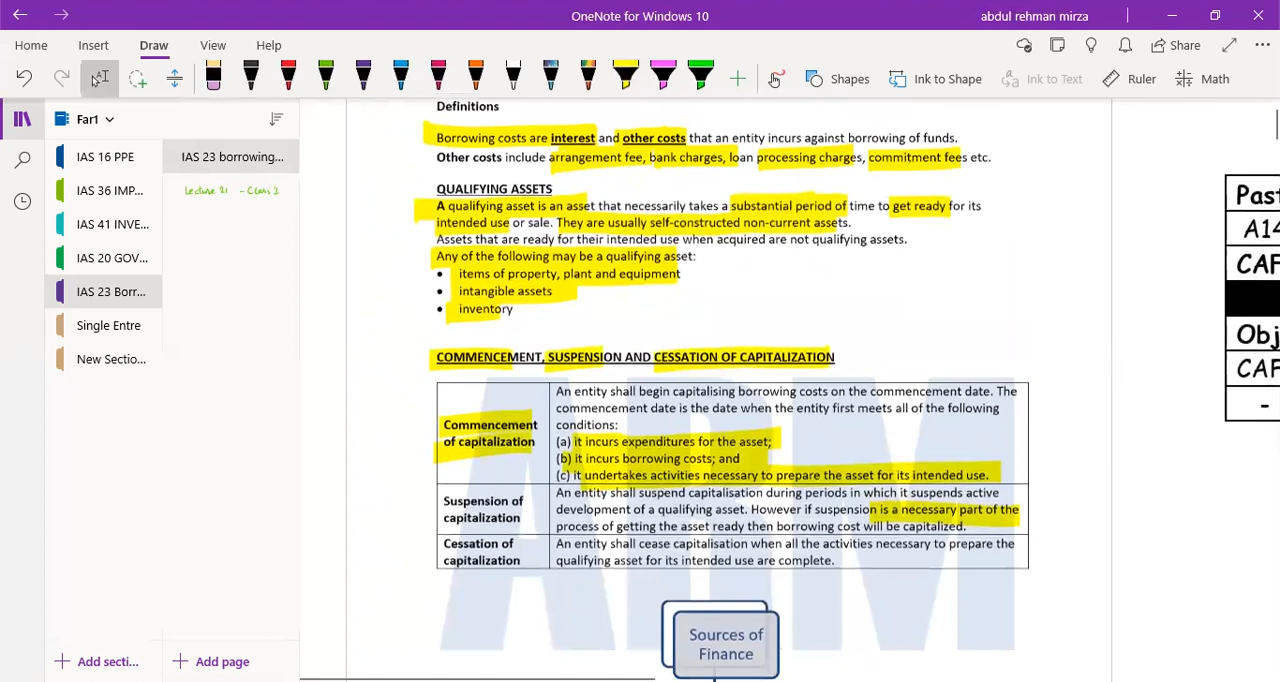 OneNote for Windows 10
abdul rehman mirza
Home Insert Draw View Help
Share
Shapes Ink to Shape Ink to Text Ruler Math
Far1
IAS 16 PPE
IAS 36 IMP...
IAS 41 INVE...
IAS 20 GOV...
IAS 23 Borr...
Single Entre
New Sectio...
Add secti...
IAS 23 borrowing...
Lecture 21 - Class 2
Add page
Definitions
Borrowing costs are interest and other costs that an entity incurs against borrowing of funds.
Other costs include arrangement fee, bank charges, loan processing charges, commitment fees etc.
QUALIFYING ASSETS
A qualifying asset is an asset that necessarily takes a substantial period of time to get ready for its
intended use or sale. They are usually self-constructed non-current assets.
Assets that are ready for their intended use when acquired are not qualifying assets.
Any of the following may be a qualifying asset:
• items of property, plant and equipment
• intangible assets
• inventory
COMMENCEMENT, SUSPENSION AND CESSATION OF CAPITALIZATION
Commencement
of capitalization
An entity shall begin capitalising borrowing costs on the commencement date. The
commencement date is the date when the entity first meets all of the following
conditions:
(a) it incurs expenditures for the asset;
(b) it incurs borrowing costs; and
(c) it undertakes activities necessary to prepare the asset for its intended use.
Suspension of
capitalization
An entity shall suspend capitalisation during periods in which it suspends active
development of a qualifying asset. However if suspension is a necessary part of the
process of getting the asset ready then borrowing cost will be capitalized.
Cessation of
capitalization
An entity shall cease capitalisation when all the activities necessary to prepare the
qualifying asset for its intended use are complete.
ARM
Sources of
Finance
Past
A14
CAF
Obj
CAF
-